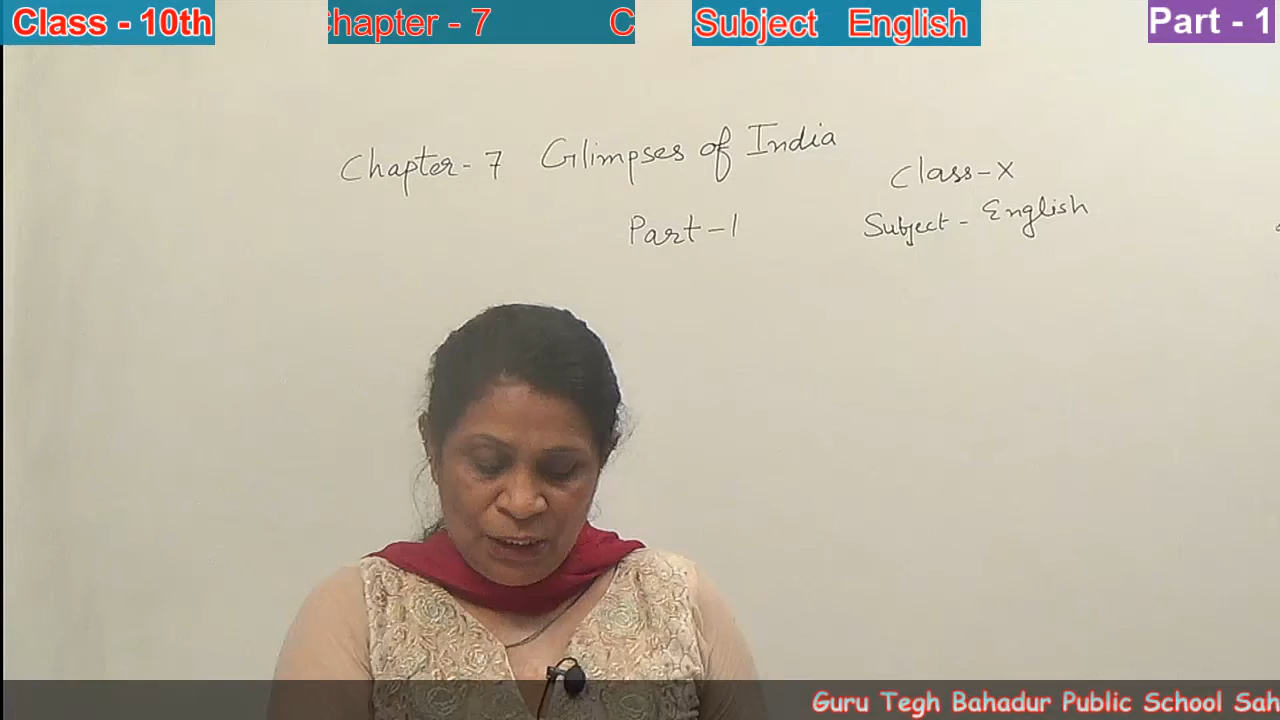 Class - 10th
Chapter - 7
C
Subject English
Part - 1
Chapter-7 Glimpses of India
Class-X
Part-1
Subject - English
Guru Tegh Bahadur Public School Sah